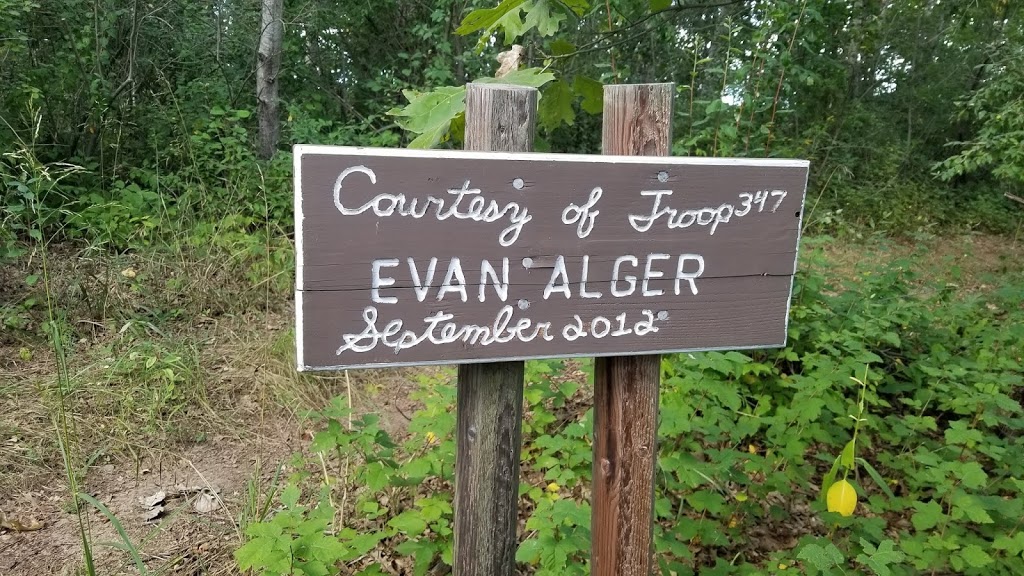 Courtesy of Troop 347
EVAN ALGER
September 2012